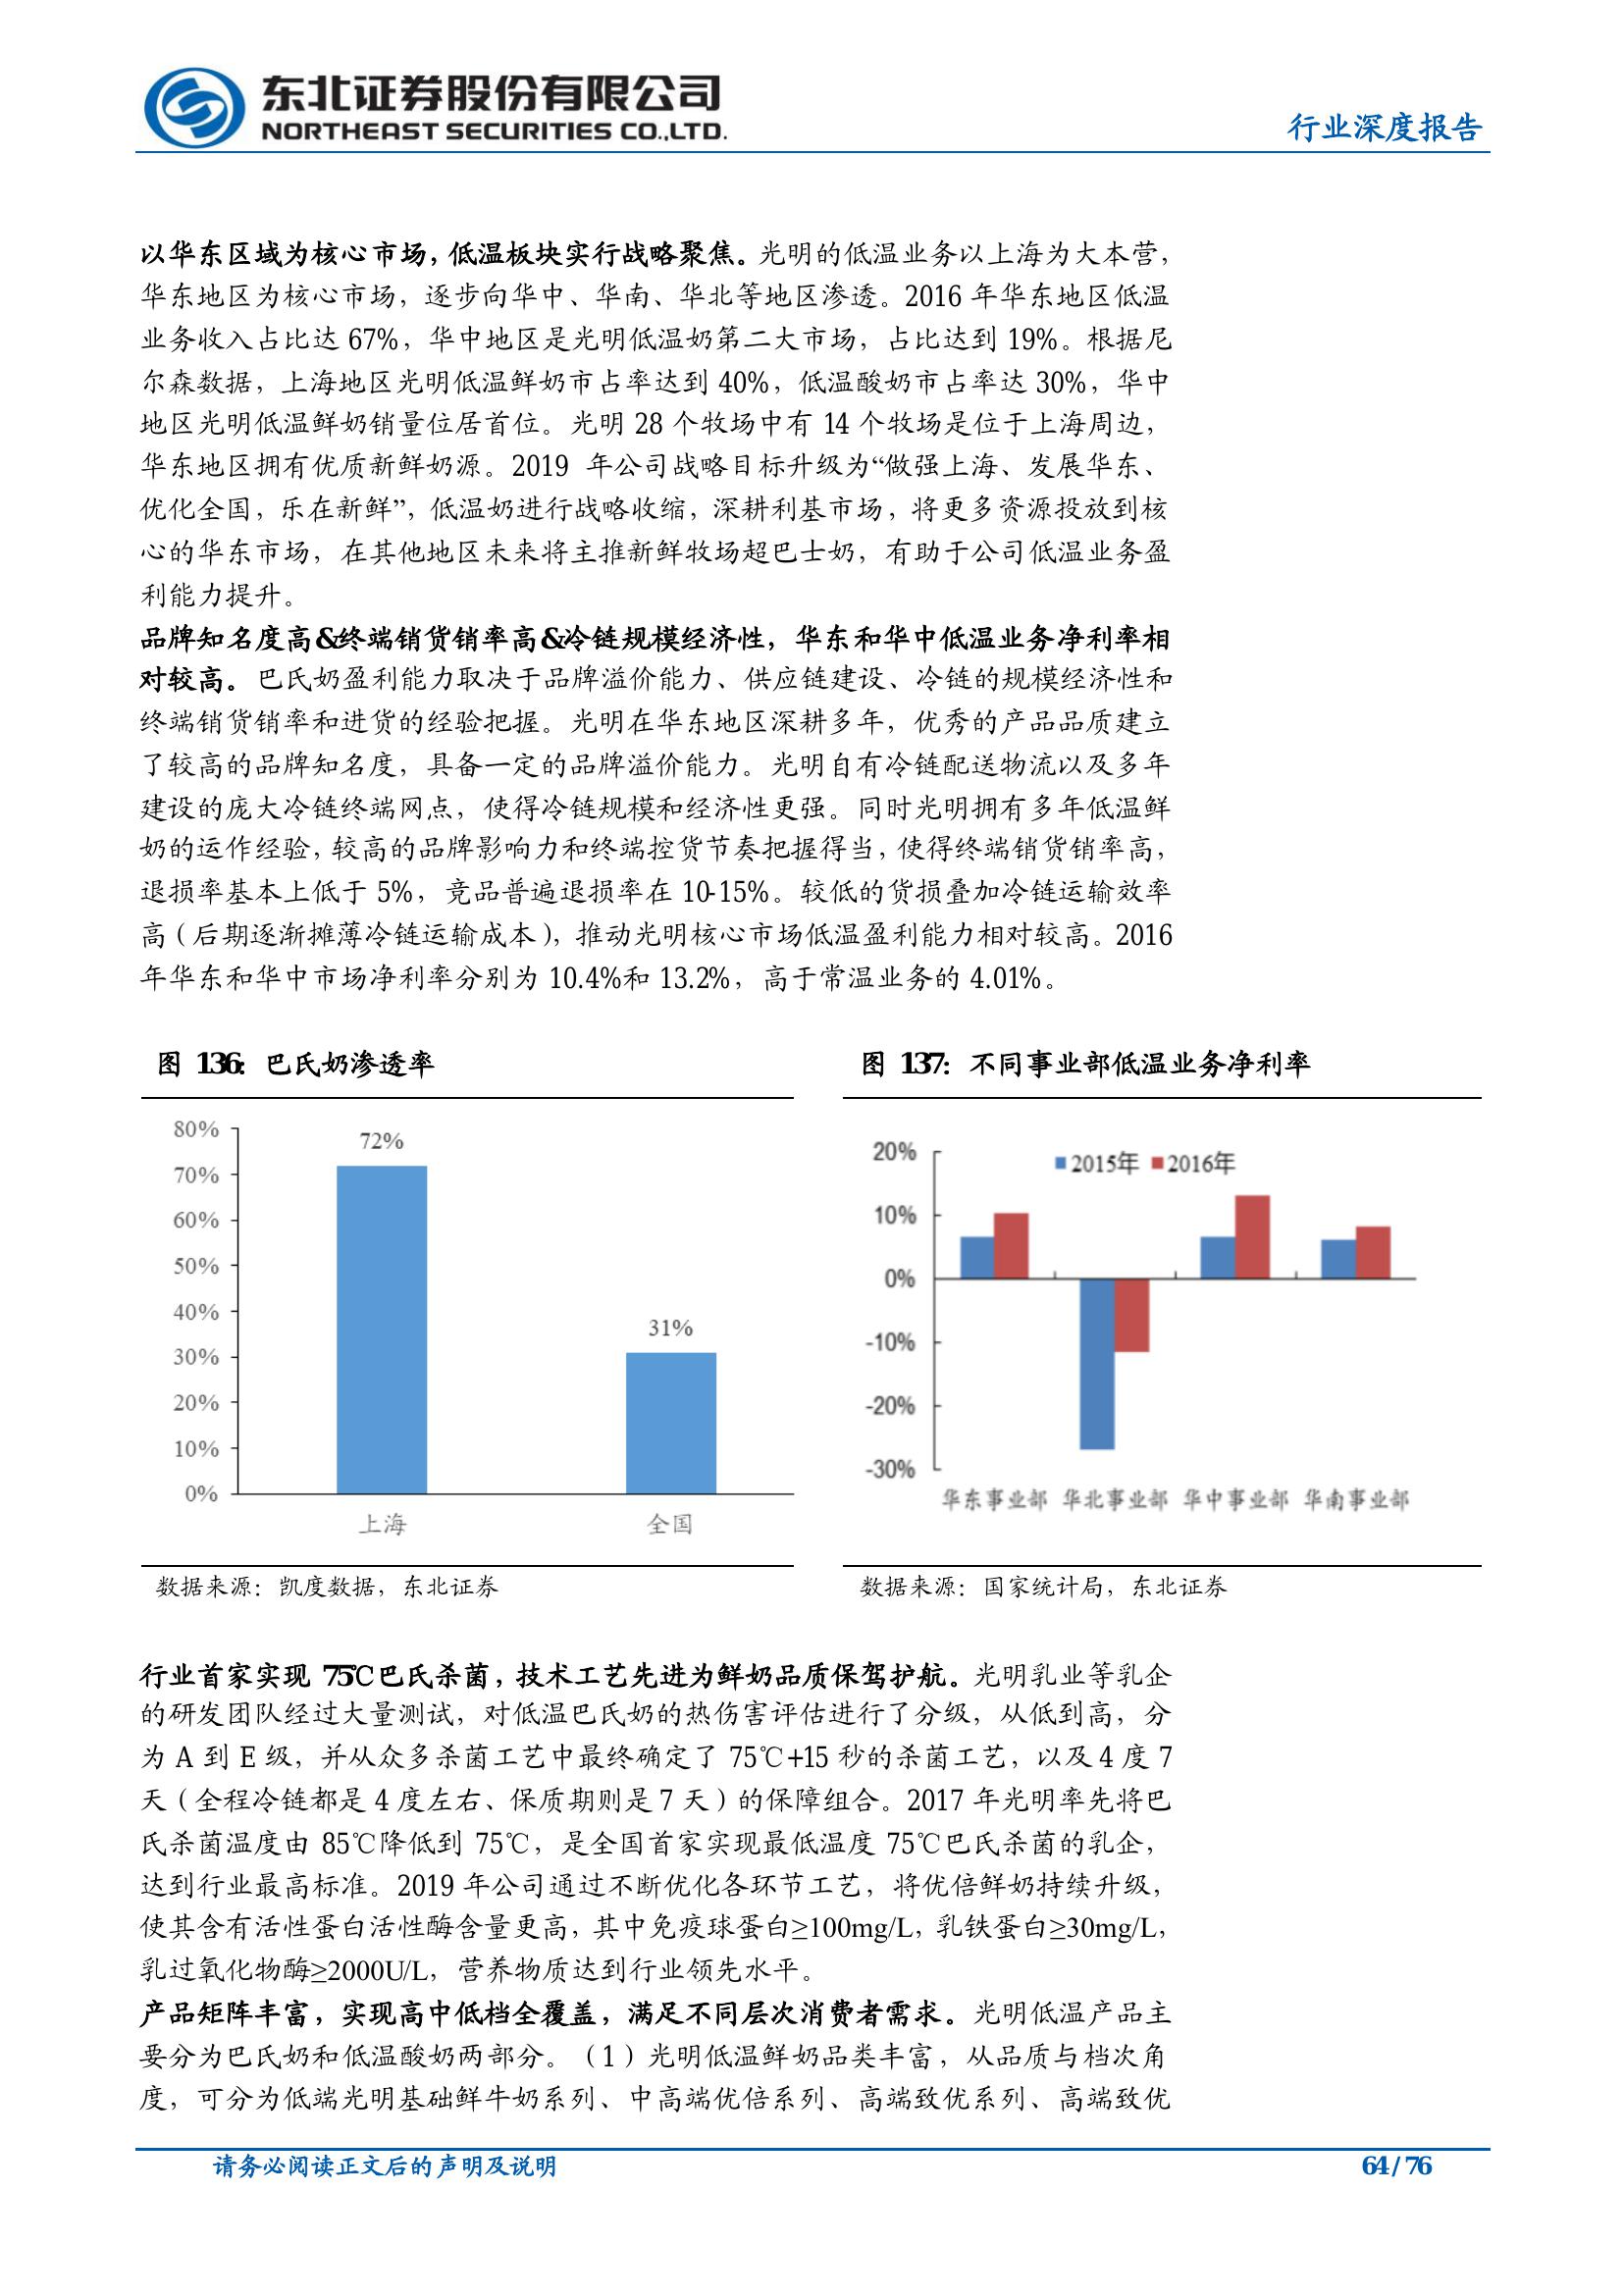 东北证券股份有限公司
NORTHEAST SECURITIES CO.,LTD.
行业深度报告
以华东区域为核心市场，低温板块实行战略聚焦。光明的低温业务以上海为大本营，
华东地区为核心市场，逐步向华中、华南、华北等地区渗透。2016 年华东地区低温
业务收入占比达 67%，华中地区是光明低温奶第二大市场，占比达到 19%。根据尼
尔森数据，上海地区光明低温鲜奶市占率达到 40%，低温酸奶市占率达 30%，华中
地区光明低温鲜奶销量位居首位。光明 28 个牧场中有 14 个牧场是位于上海周边，
华东地区拥有优质新鲜奶源。2019 年公司战略目标升级为“做强上海、发展华东、
优化全国，乐在新鲜”，低温奶进行战略收缩，深耕利基市场，将更多资源投放到核
心的华东市场，在其他地区未来将主推新鲜牧场超巴士奶，有助于公司低温业务盈
利能力提升。
品牌知名度高&终端销货销率高&冷链规模经济性，华东和华中低温业务净利率相
对较高。巴氏奶盈利能力取决于品牌溢价能力、供应链建设、冷链的规模经济性和
终端销货销率和进货的经验把握。光明在华东地区深耕多年，优秀的产品品质建立
了较高的品牌知名度，具备一定的品牌溢价能力。光明自有冷链配送物流以及多年
建设的庞大冷链终端网点，使得冷链规模和经济性更强。同时光明拥有多年低温鲜
奶的运作经验，较高的品牌影响力和终端控货节奏把握得当，使得终端销货销率高，
退损率基本上低于 5%，竞品普遍退损率在 10-15%。较低的货损叠加冷链运输效率
高（后期逐渐摊薄冷链运输成本），推动光明核心市场低温盈利能力相对较高。2016
年华东和华中市场净利率分别为 10.4%和 13.2%，高于常温业务的 4.01%。
图 136：巴氏奶渗透率
80%
70%
60%
50%
40%
30%
20%
10%
0%
72%
31%
上海
全国
数据来源：凯度数据，东北证券
图 137：不同事业部低温业务净利率
20%
10%
0%
-10%
-20%
-30%
2015年 2016年
华东事业部 华北事业部 华中事业部 华南事业部
数据来源：国家统计局，东北证券
行业首家实现 75℃巴氏杀菌，技术工艺先进为鲜奶品质保驾护航。光明乳业等乳企
的研发团队经过大量测试，对低温巴氏奶的热伤害评估进行了分级，从低到高，分
为 A 到 E 级，并从众多杀菌工艺中最终确定了 75℃+15 秒的杀菌工艺，以及 4 度 7
天（全程冷链都是 4 度左右、保质期则是 7 天）的保障组合。2017 年光明率先将巴
氏杀菌温度由 85℃降低到 75℃，是全国首家实现最低温度 75℃巴氏杀菌的乳企，
达到行业最高标准。2019 年公司通过不断优化各环节工艺，将优倍鲜奶持续升级，
使其含有活性蛋白活性酶含量更高，其中免疫球蛋白≥100mg/L，乳铁蛋白≥30mg/L，
乳过氧化物酶≥2000U/L，营养物质达到行业领先水平。
产品矩阵丰富，实现高中低档全覆盖，满足不同层次消费者需求。光明低温产品主
要分为巴氏奶和低温酸奶两部分。（1）光明低温鲜奶品类丰富，从品质与档次角
度，可分为低端光明基础鲜牛奶系列、中高端优倍系列、高端致优系列、高端致优
请务必阅读正文后的声明及说明
64 / 76